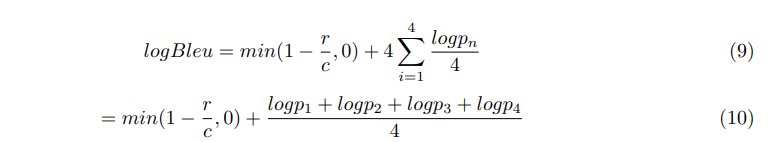 logBleu = min(1 − r/c, 0) + 4 ∑_{i=1}^{4} logp_n/4 (9)
= min(1 − r/c, 0) + (logp_1 + logp_2 + logp_3 + logp_4)/4 (10)